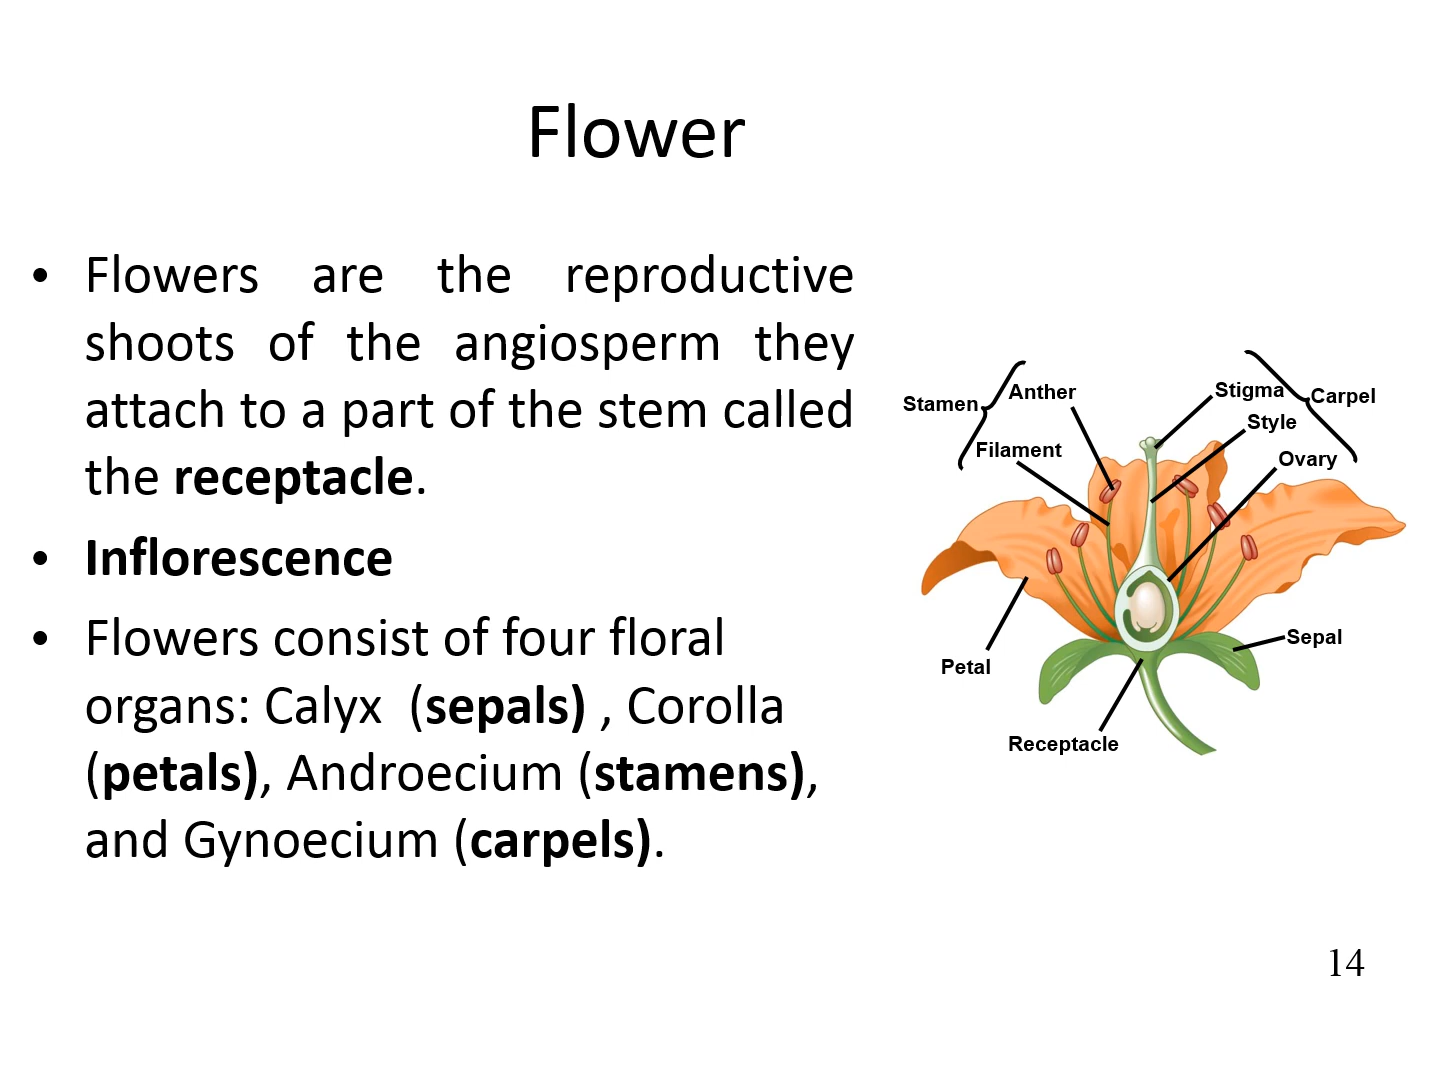 Flower
• Flowers are the reproductive
shoots of the angiosperm they
attach to a part of the stem called
the receptacle.
• Inflorescence
• Flowers consist of four floral
organs: Calyx (sepals) , Corolla
(petals), Androecium (stamens),
and Gynoecium (carpels).
Stamen
Anther
Filament
Stigma
Carpel
Style
Ovary
Petal
Sepal
Receptacle
14